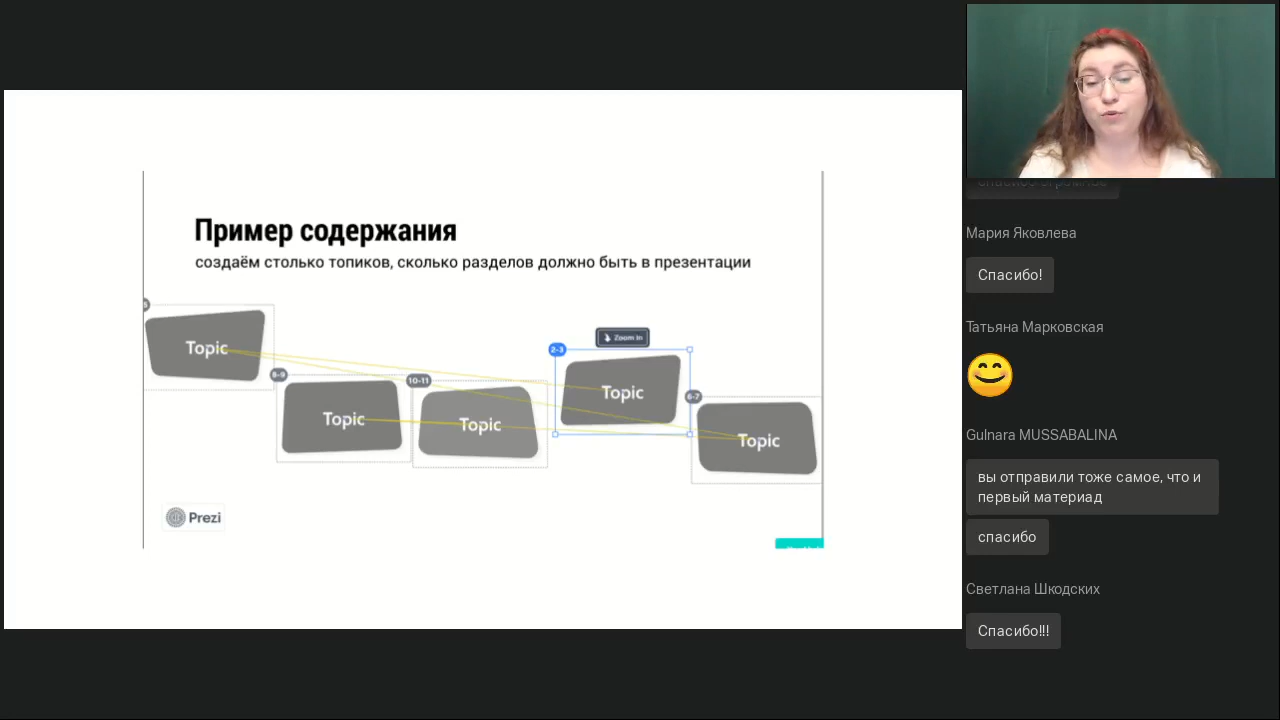 Пример содержания
создаём столько топиков, сколько разделов должно быть в презентации
5
Topic
8-9
Topic
10-11
Topic
2-3
Zoom in
Topic
6-7
Topic
Prezi
Мария Яковлева
Спасибо!
Татьяна Марковская
Gulnara MUSSABALINA
вы отправили тоже самое, что и
первый материад
спасибо
Светлана Шкодских
Спасибо!!!